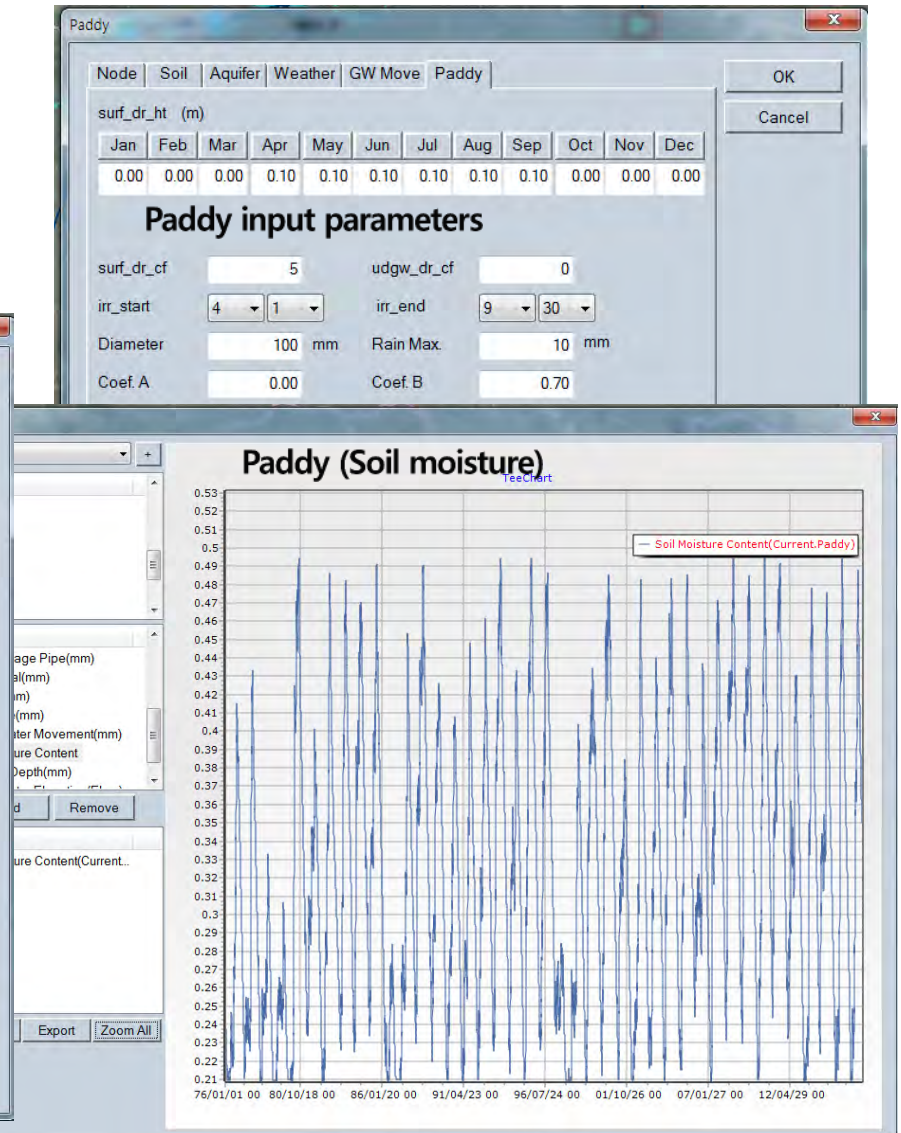 Paddy
Node Soil Aquifer Weather GW Move Paddy
OK
Cancel
surf_dr_ht (m)
Jan Feb Mar Apr May Jun Jul Aug Sep Oct Nov Dec
0.00 0.00 0.00 0.10 0.10 0.10 0.10 0.10 0.10 0.00 0.00 0.00
Paddy input parameters
surf_dr_cf 5 udgw_dr_cf 0
irr_start 4 1 irr_end 9 30
Diameter 100 mm Rain Max. 10 mm
Coef. A 0.00 Coef. B 0.70
+
age Pipe(mm)
al(mm)
m)
(mm)
ter Movement(mm)
ure Content
Depth(mm)
d Remove
ure Content(Current...
Export Zoom All
Paddy (Soil moisture)
TeeChart
Soil Moisture Content(Current.Paddy)
0.53
0.52
0.51
0.5
0.49
0.48
0.47
0.46
0.45
0.44
0.43
0.42
0.41
0.4
0.39
0.38
0.37
0.36
0.35
0.34
0.33
0.32
0.31
0.3
0.29
0.28
0.27
0.26
0.25
0.24
0.23
0.22
0.21
76/01/01 00 80/10/18 00 86/01/20 00 91/04/23 00 96/07/24 00 01/10/26 00 07/01/27 00 12/04/29 00